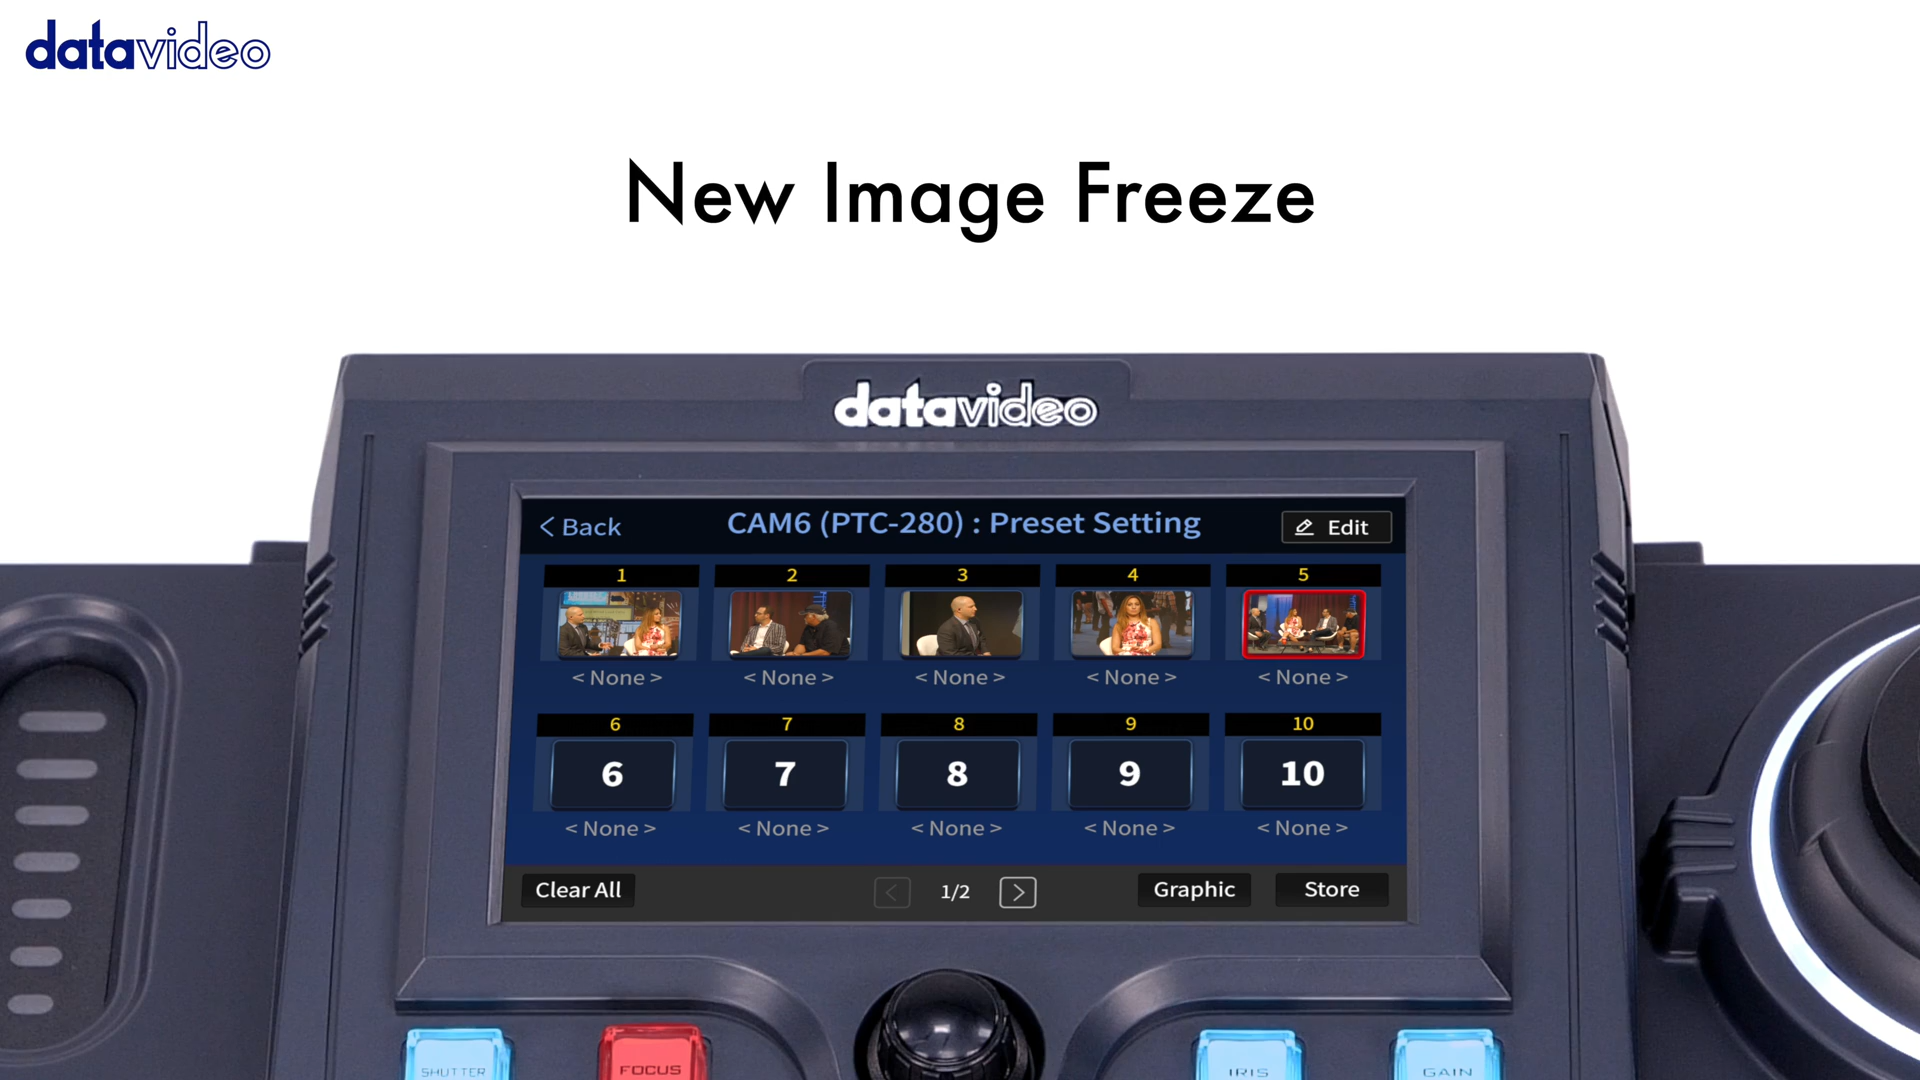 datavideo
New Image Freeze
datavideo
< Back
CAM6 (PTC-280) : Preset Setting
Edit
1 2 3 4 5
< None > < None > < None > < None > < None >
6 7 8 9 10
6 7 8 9 10
< None > < None > < None > < None > < None >
Clear All
<
1/2
>
Graphic
Store
SHUTTER
FOCUS
IRIS
GAIN